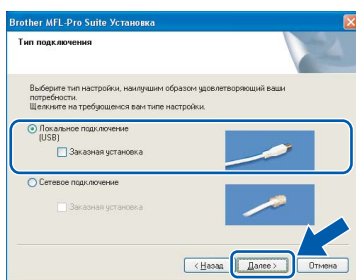 Brother MFL-Pro Suite Установка
Тип подключения
Выберите тип настройки, наилучшим образом удовлетворяющий ваши
потребности.
Щелкните на требующемся вам типе настройки.
Локальное подключение
(USB)
Заказная установка
Сетевое подключение
Заказная установка
< Назад
Далее >
Отмена